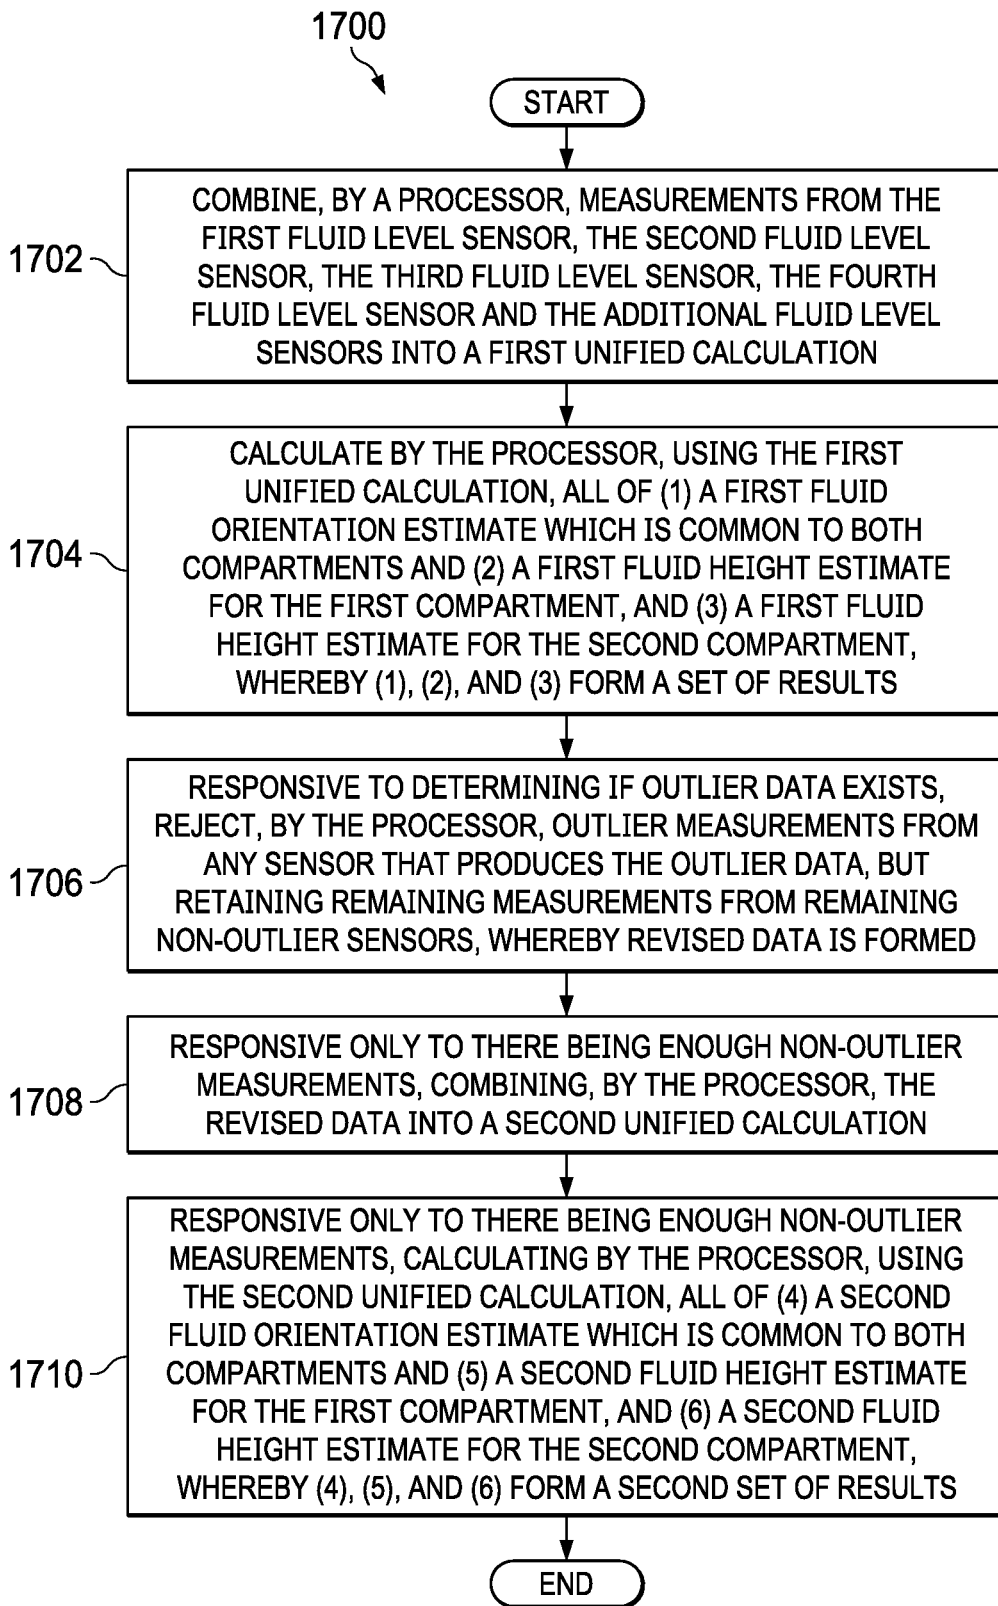 1700
START
1702
COMBINE, BY A PROCESSOR, MEASUREMENTS FROM THE
FIRST FLUID LEVEL SENSOR, THE SECOND FLUID LEVEL
SENSOR, THE THIRD FLUID LEVEL SENSOR, THE FOURTH
FLUID LEVEL SENSOR AND THE ADDITIONAL FLUID LEVEL
SENSORS INTO A FIRST UNIFIED CALCULATION
1704
CALCULATE BY THE PROCESSOR, USING THE FIRST
UNIFIED CALCULATION, ALL OF (1) A FIRST FLUID
ORIENTATION ESTIMATE WHICH IS COMMON TO BOTH
COMPARTMENTS AND (2) A FIRST FLUID HEIGHT ESTIMATE
FOR THE FIRST COMPARTMENT, AND (3) A FIRST FLUID
HEIGHT ESTIMATE FOR THE SECOND COMPARTMENT,
WHEREBY (1), (2), AND (3) FORM A SET OF RESULTS
1706
RESPONSIVE TO DETERMINING IF OUTLIER DATA EXISTS,
REJECT, BY THE PROCESSOR, OUTLIER MEASUREMENTS FROM
ANY SENSOR THAT PRODUCES THE OUTLIER DATA, BUT
RETAINING REMAINING MEASUREMENTS FROM REMAINING
NON-OUTLIER SENSORS, WHEREBY REVISED DATA IS FORMED
1708
RESPONSIVE ONLY TO THERE BEING ENOUGH NON-OUTLIER
MEASUREMENTS, COMBINING, BY THE PROCESSOR, THE
REVISED DATA INTO A SECOND UNIFIED CALCULATION
1710
RESPONSIVE ONLY TO THERE BEING ENOUGH NON-OUTLIER
MEASUREMENTS, CALCULATING BY THE PROCESSOR, USING
THE SECOND UNIFIED CALCULATION, ALL OF (4) A SECOND
FLUID ORIENTATION ESTIMATE WHICH IS COMMON TO BOTH
COMPARTMENTS AND (5) A SECOND FLUID HEIGHT ESTIMATE
FOR THE FIRST COMPARTMENT, AND (6) A SECOND FLUID
HEIGHT ESTIMATE FOR THE SECOND COMPARTMENT,
WHEREBY (4), (5), AND (6) FORM A SECOND SET OF RESULTS
END